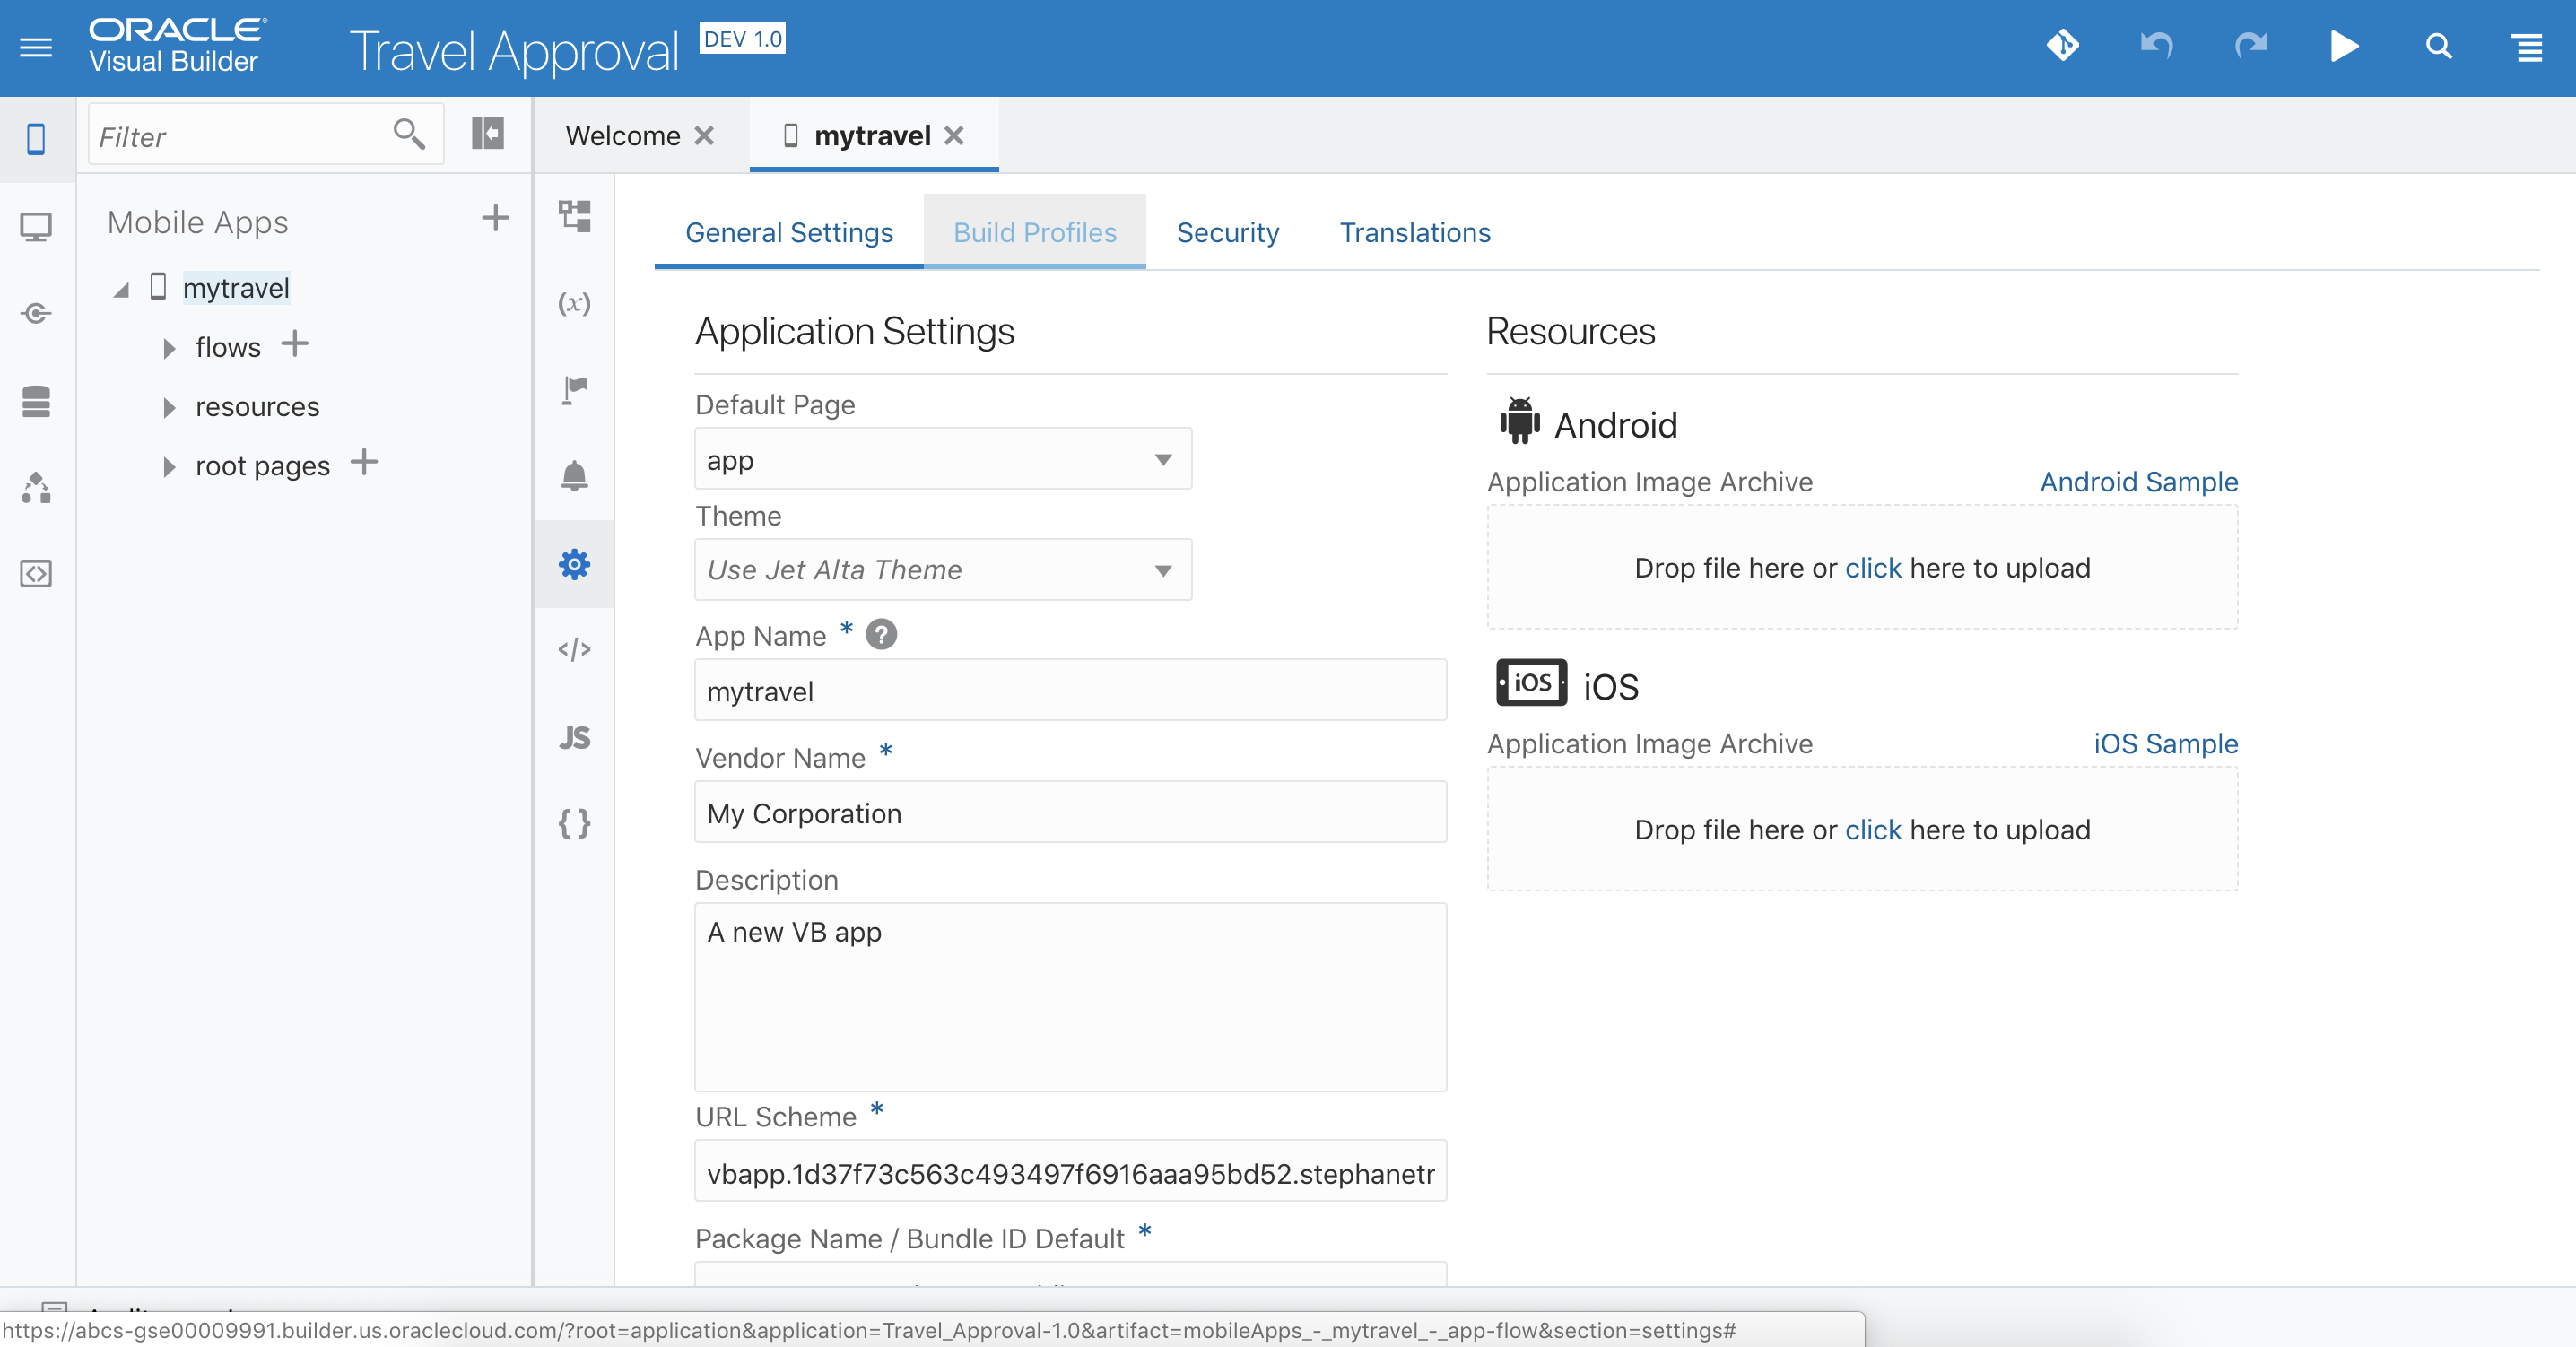 ORACLE®
Visual Builder
Travel Approval
DEV 1.0
Filter
Welcome
mytravel
Mobile Apps
mytravel
flows
resources
root pages
(x)
</>
JS
{ }
General Settings
Build Profiles
Security
Translations
Application Settings
Default Page
app
Theme
Use Jet Alta Theme
App Name *
?
mytravel
Vendor Name *
My Corporation
Description
A new VB app
URL Scheme *
vbapp.1d37f73c563c493497f6916aaa95bd52.stephanetr
Package Name / Bundle ID Default *
Resources
Android
Application Image Archive
Android Sample
Drop file here or click here to upload
iOS
iOS
Application Image Archive
iOS Sample
Drop file here or click here to upload
https://abcs-gse00009991.builder.us.oraclecloud.com/?root=application&application=Travel_Approval-1.0&artifact=mobileApps_-_mytravel_-_app-flow&section=settings#